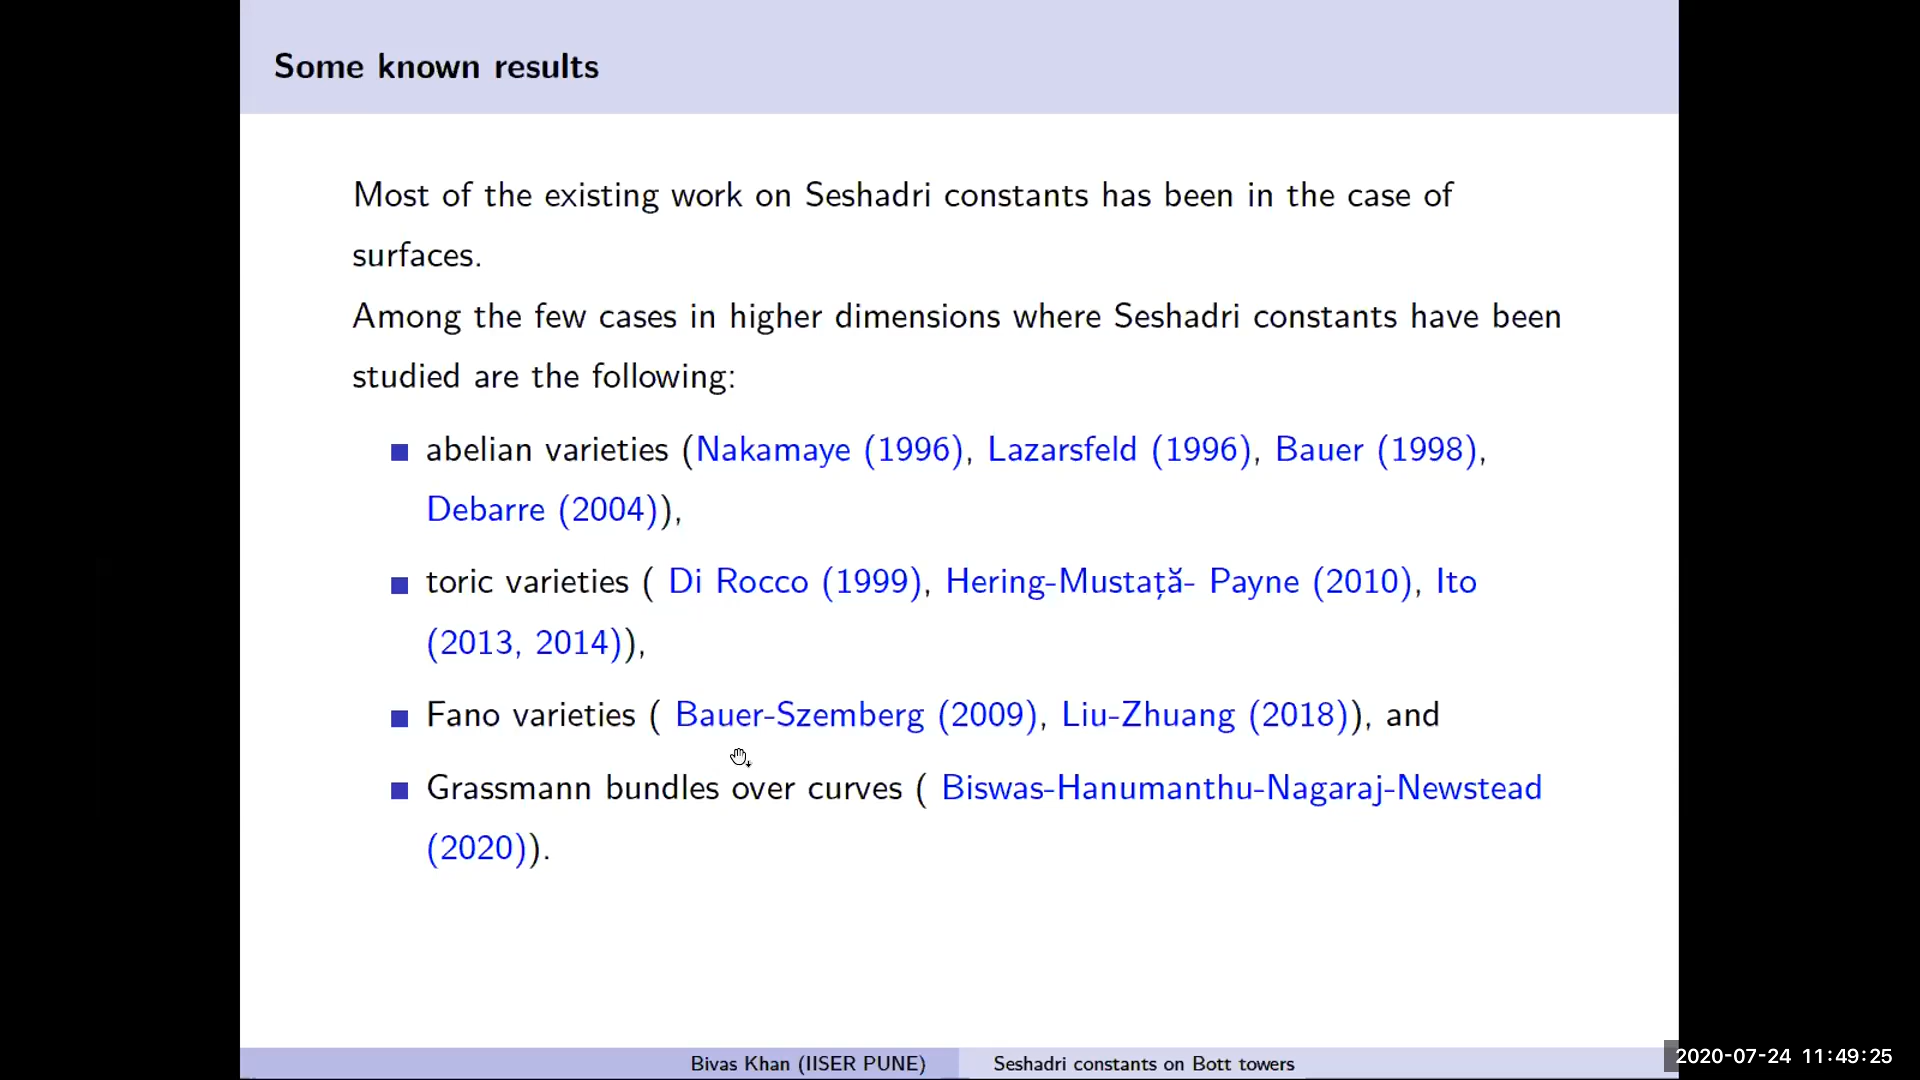 Some known results
Most of the existing work on Seshadri constants has been in the case of
surfaces.
Among the few cases in higher dimensions where Seshadri constants have been
studied are the following:
abelian varieties (Nakamaye (1996), Lazarsfeld (1996), Bauer (1998),
Debarre (2004)),
toric varieties ( Di Rocco (1999), Hering-Mustaţă- Payne (2010), Ito
(2013, 2014)),
Fano varieties ( Bauer-Szemberg (2009), Liu-Zhuang (2018)), and
Grassmann bundles over curves ( Biswas-Hanumanthu-Nagaraj-Newstead
(2020)).
Bivas Khan (IISER PUNE) Seshadri constants on Bott towers
2020-07-24 11:49:25